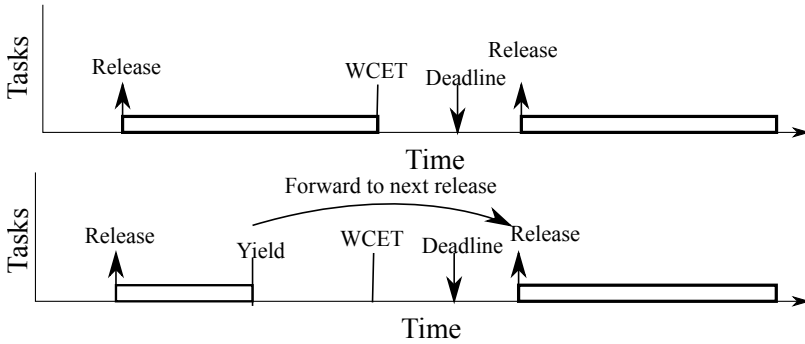 Tasks
Release
WCET
Deadline
Release
Time
Tasks
Forward to next release
Release
Yield
WCET
Deadline
Release
Time